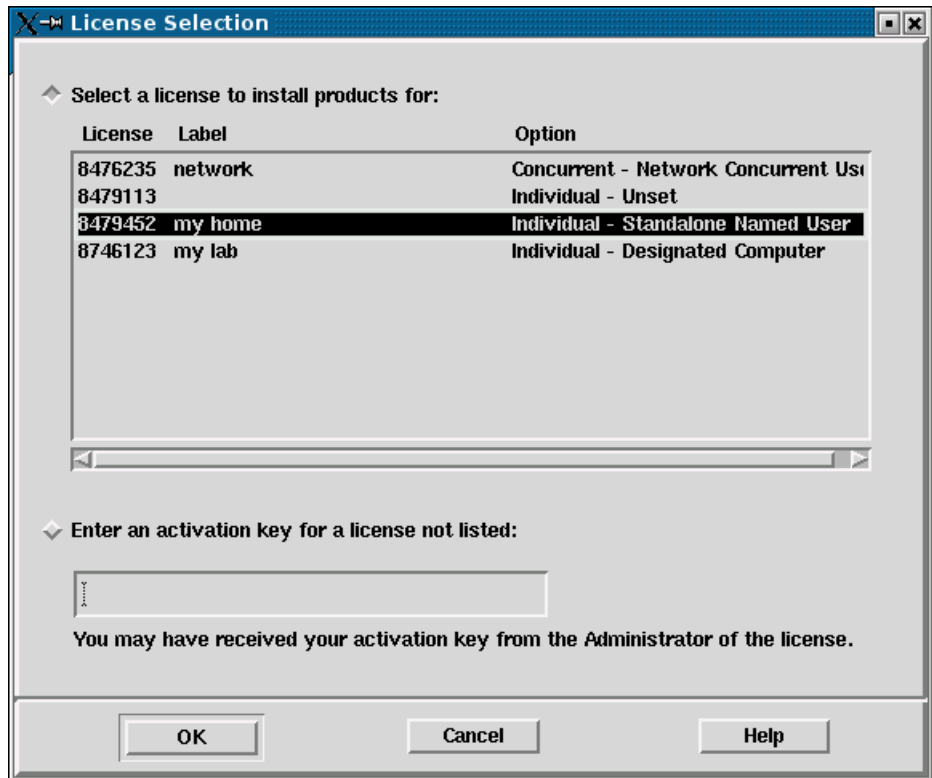 License Selection
Select a license to install products for:
License Label Option
8476235 network Concurrent - Network Concurrent Use
8479113 Individual - Unset
8479452 my home Individual - Standalone Named User
8746123 my lab Individual - Designated Computer
Enter an activation key for a license not listed:
You may have received your activation key from the Administrator of the license.
OK Cancel Help